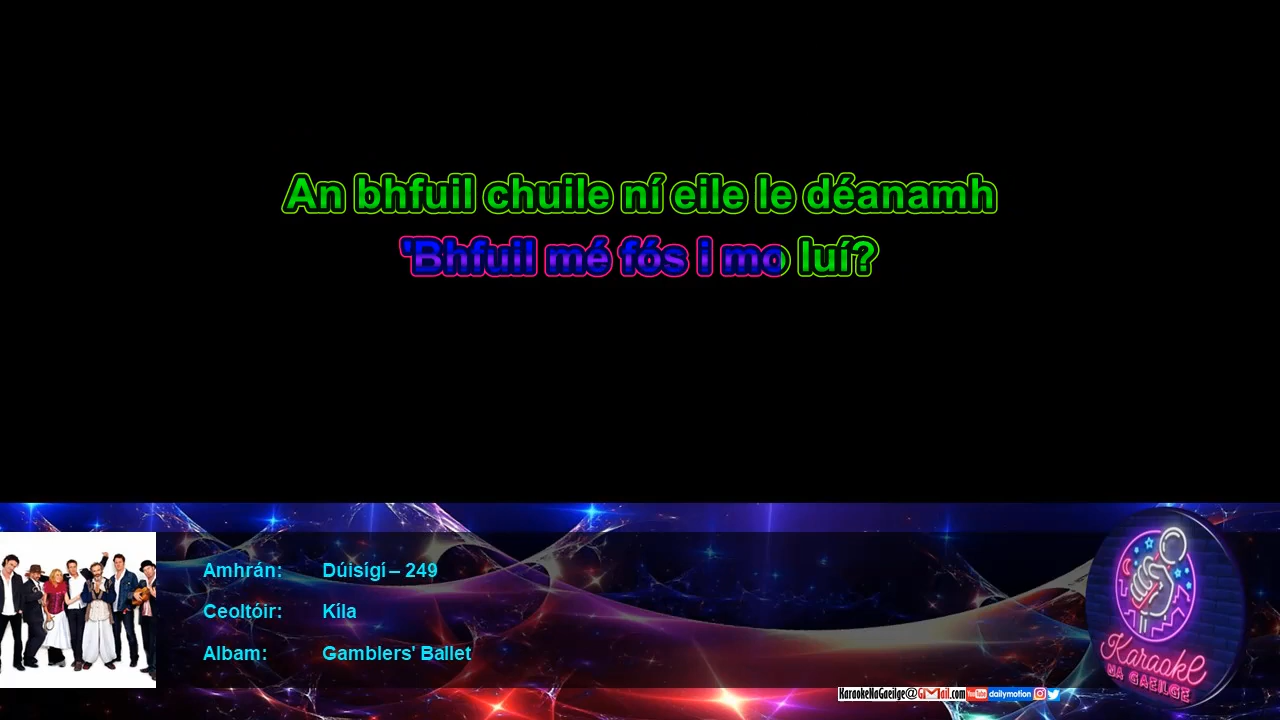 An bhfuil chuile ní eile le déanamh
'Bhfuil mé fós i mo luí?
Amhrán: Dúisígí – 249
Ceoltóir: Kíla
Albam: Gamblers' Ballet
Karaoke
NA GAEILGE
KaraokeNaGaeilge@GMail.com YouTube dailymotion